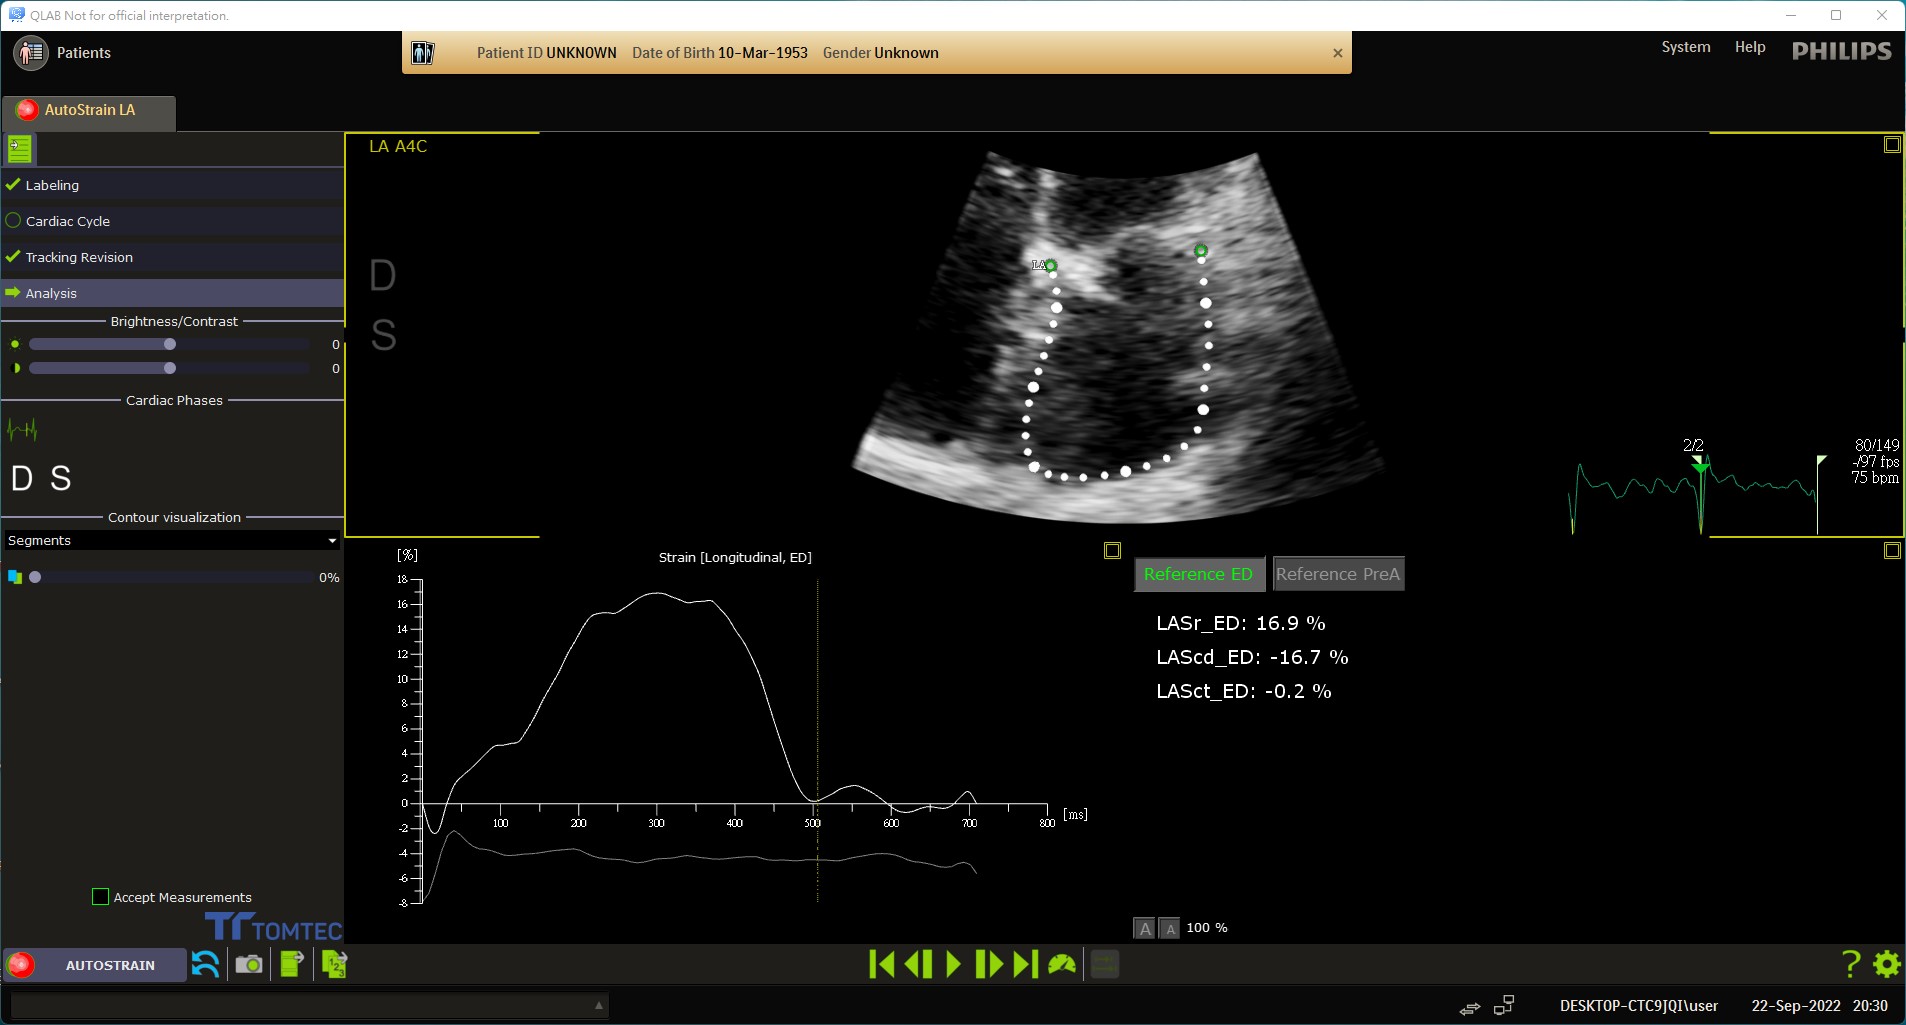 QLAB Not for official interpretation.
Patients
Patient ID UNKNOWN Date of Birth 10-Mar-1953 Gender Unknown
System Help PHILIPS
AutoStrain LA
Labeling
Cardiac Cycle
Tracking Revision
Analysis
Brightness/Contrast
0
0
Cardiac Phases
D S
Contour visualization
Segments
0%
Accept Measurements
TOMTEC
LA A4C
D
S
LA
2/2
80/149
-/97 fps
75 bpm
[%]
Strain [Longitudinal, ED]
18
16
14
12
10
8
6
4
2
0
-2
-4
-6
-8
100 200 300 400 500 600 700 800 [ms]
Reference ED Reference PreA
LASr_ED: 16.9 %
LAScd_ED: -16.7 %
LASct_ED: -0.2 %
A A 100 %
AUTOSTRAIN
1 2 3
?
DESKTOP-CTC9JQI\user 22-Sep-2022 20:30